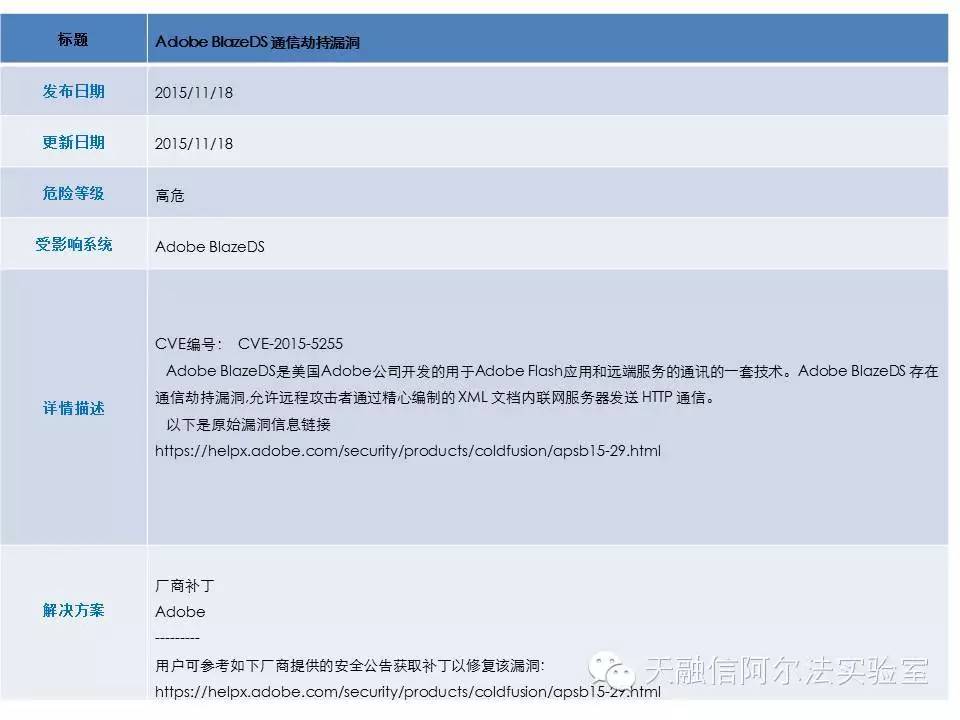 标题 Adobe BlazeDS 通信劫持漏洞
发布日期 2015/11/18
更新日期 2015/11/18
危险等级 高危
受影响系统 Adobe BlazeDS
详情描述
CVE编号： CVE-2015-5255
Adobe BlazeDS是美国Adobe公司开发的用于Adobe Flash应用和远端服务的通讯的一套技术。Adobe BlazeDS 存在
通信劫持漏洞,允许远程攻击者通过精心编制的 XML 文档内联网服务器发送 HTTP 通信。
以下是原始漏洞信息链接
https://helpx.adobe.com/security/products/coldfusion/apsb15-29.html
解决方案
厂商补丁
Adobe
---------
用户可参考如下厂商提供的安全公告获取补丁以修复该漏洞:
https://helpx.adobe.com/security/products/coldfusion/apsb15-29.html
天融信阿尔法实验室